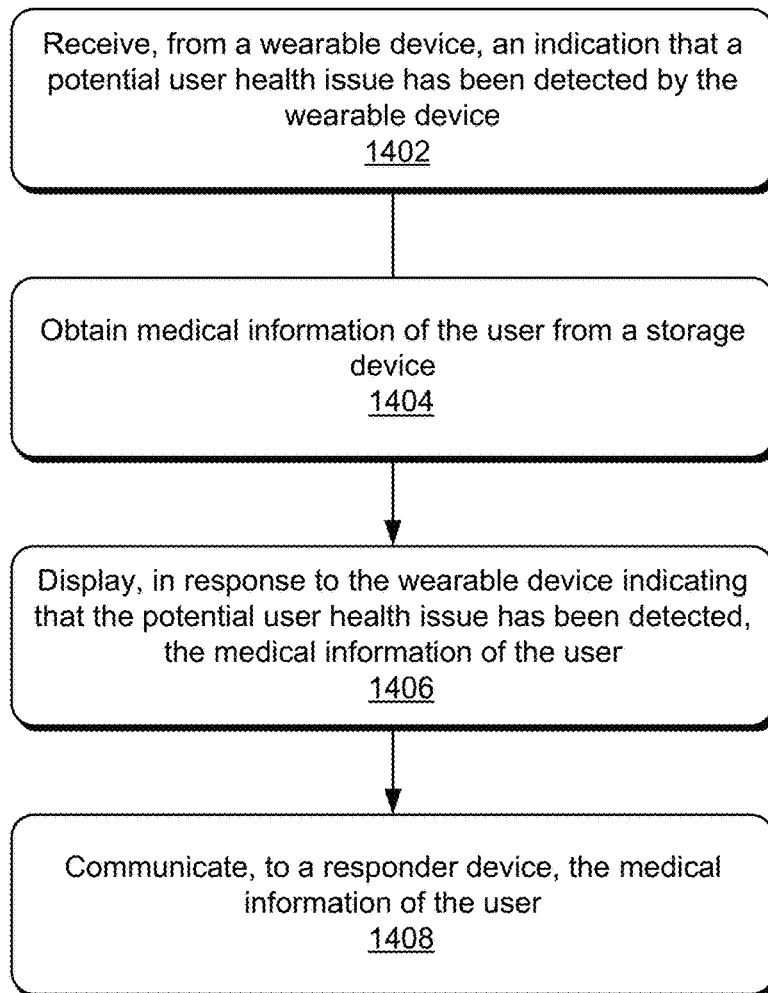 Receive, from a wearable device, an indication that a
potential user health issue has been detected by the
wearable device
1402
Obtain medical information of the user from a storage
device
1404
Display, in response to the wearable device indicating
that the potential user health issue has been detected,
the medical information of the user
1406
Communicate, to a responder device, the medical
information of the user
1408